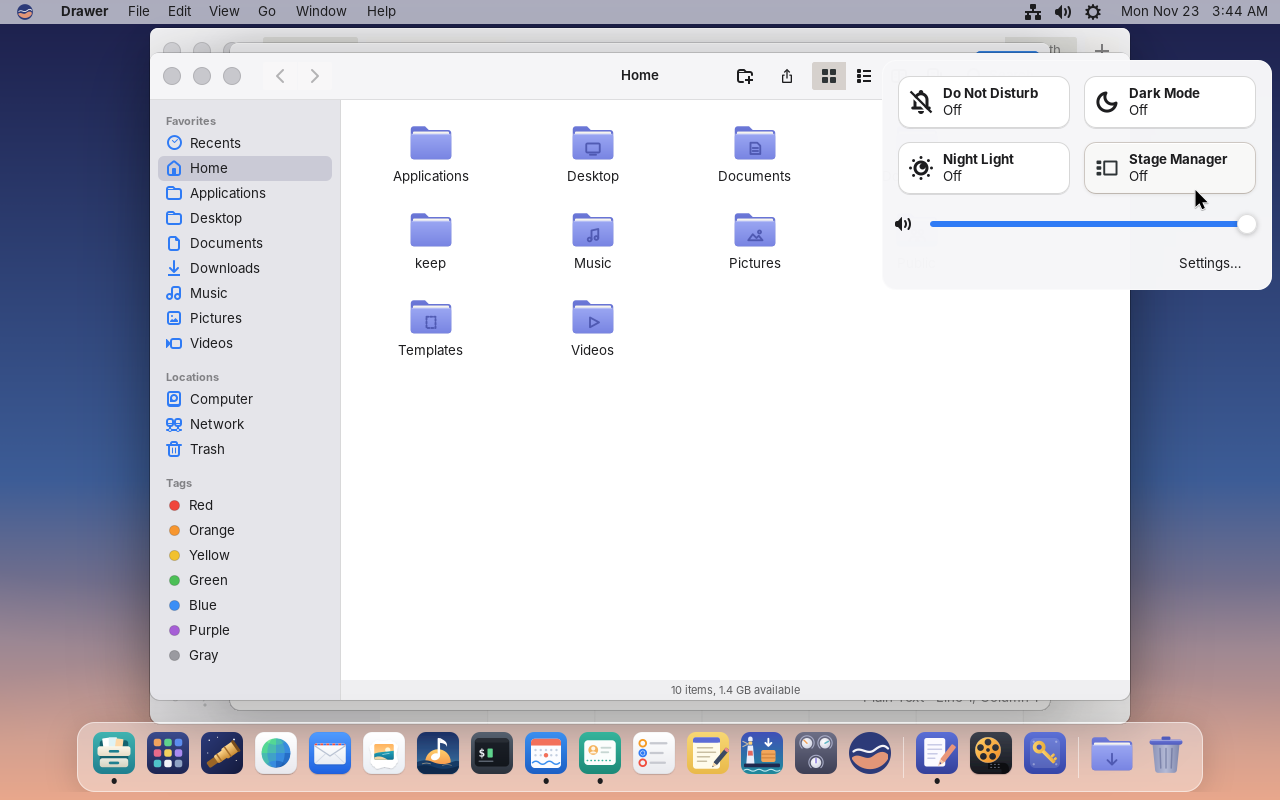 Drawer File Edit View Go Window Help Mon Nov 23 3:44 AM
Home
Favorites
Recents
Home
Applications
Desktop
Documents
Downloads
Music
Pictures
Videos
Locations
Computer
Network
Trash
Tags
Red
Orange
Yellow
Green
Blue
Purple
Gray
Applications Desktop Documents
keep Music Pictures
Templates Videos
10 items, 1.4 GB available
Do Not Disturb
Off
Dark Mode
Off
Night Light
Off
Stage Manager
Off
Settings...
$